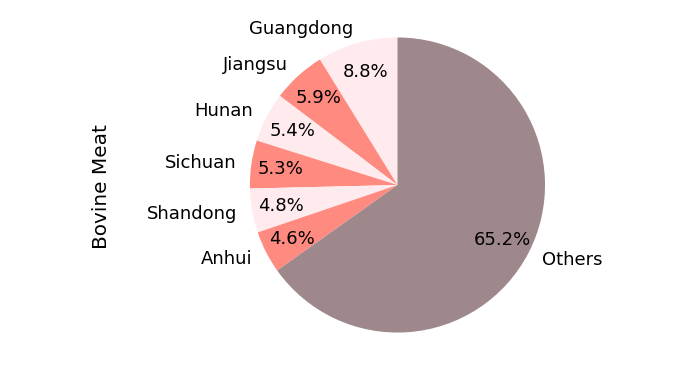 Guangdong
8.8%
Jiangsu
5.9%
Hunan
5.4%
Sichuan
5.3%
Shandong
4.8%
Anhui
4.6%
65.2%
Others
Bovine Meat